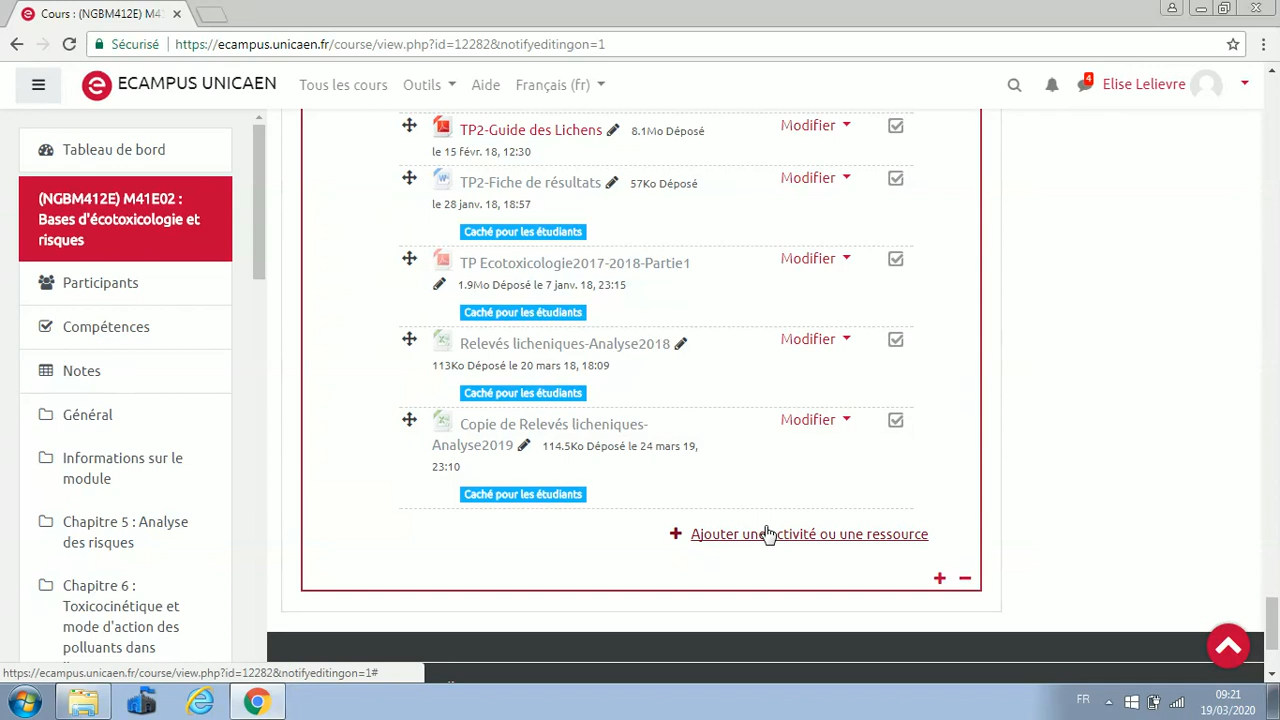 Cours : (NGBM412E) M4
Sécurisé
https://ecampus.unicaen.fr/course/view.php?id=12282&notifyeditingon=1
ECAMPUS UNICAEN
Tous les cours
Outils
Aide
Français (fr)
4
Elise Lelievre
Tableau de bord
(NGBM412E) M41E02 :
Bases d'écotoxicologie et
risques
Participants
Compétences
Notes
Général
Informations sur le
module
Chapitre 5 : Analyse
des risques
Chapitre 6 :
Toxicocinétique et
mode d'action des
polluants dans
TP2-Guide des Lichens 8.1Mo Déposé
le 15 févr. 18, 12:30
Modifier
TP2-Fiche de résultats 57Ko Déposé
le 28 janv. 18, 18:57
Caché pour les étudiants
Modifier
TP Ecotoxicologie2017-2018-Partie1
1.9Mo Déposé le 7 janv. 18, 23:15
Caché pour les étudiants
Modifier
Relevés licheniques-Analyse2018
113Ko Déposé le 20 mars 18, 18:09
Caché pour les étudiants
Modifier
Copie de Relevés licheniques-
Analyse2019 114.5Ko Déposé le 24 mars 19,
23:10
Caché pour les étudiants
Modifier
Ajouter une activité ou une ressource
https://ecampus.unicaen.fr/course/view.php?id=12282&notifyeditingon=1#
FR
09:21
19/03/2020